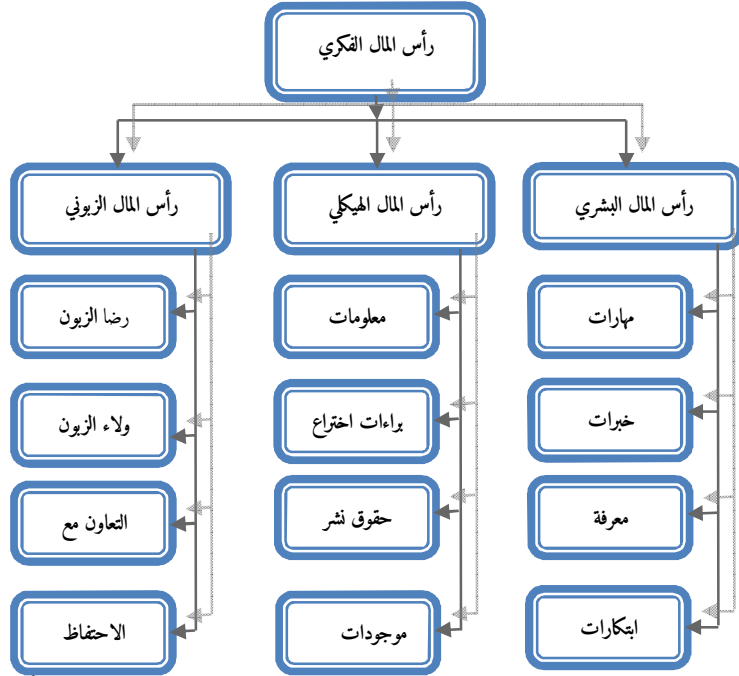 رأس المال الفكري
رأس المال البشري
رأس المال الهيكلي
رأس المال الزبوني
مهارات
معلومات
رضا الزبون
خبرات
براءات اختراع
ولاء الزبون
معرفة
حقوق نشر
التعاون مع
ابتكارات
موجودات
الاحتفاظ